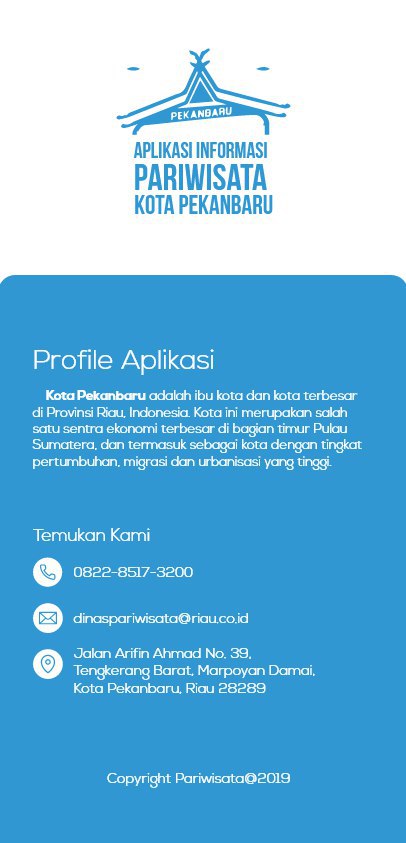 PEKANBARU
APLIKASI INFORMASI
PARIWISATA
KOTA PEKANBARU
Profile Aplikasi
Kota Pekanbaru adalah ibu kota dan kota terbesar
di Provinsi Riau, Indonesia. Kota ini merupakan salah
satu sentra ekonomi terbesar di bagian timur Pulau
Sumatera, dan termasuk sebagai kota dengan tingkat
pertumbuhan, migrasi dan urbanisasi yang tinggi.
Temukan Kami
0822-8517-3200
dinaspariwisata@riau.co.id
Jalan Arifin Ahmad No. 39,
Tengkerang Barat, Marpoyan Damai,
Kota Pekanbaru, Riau 28289
Copyright Pariwisata@2019